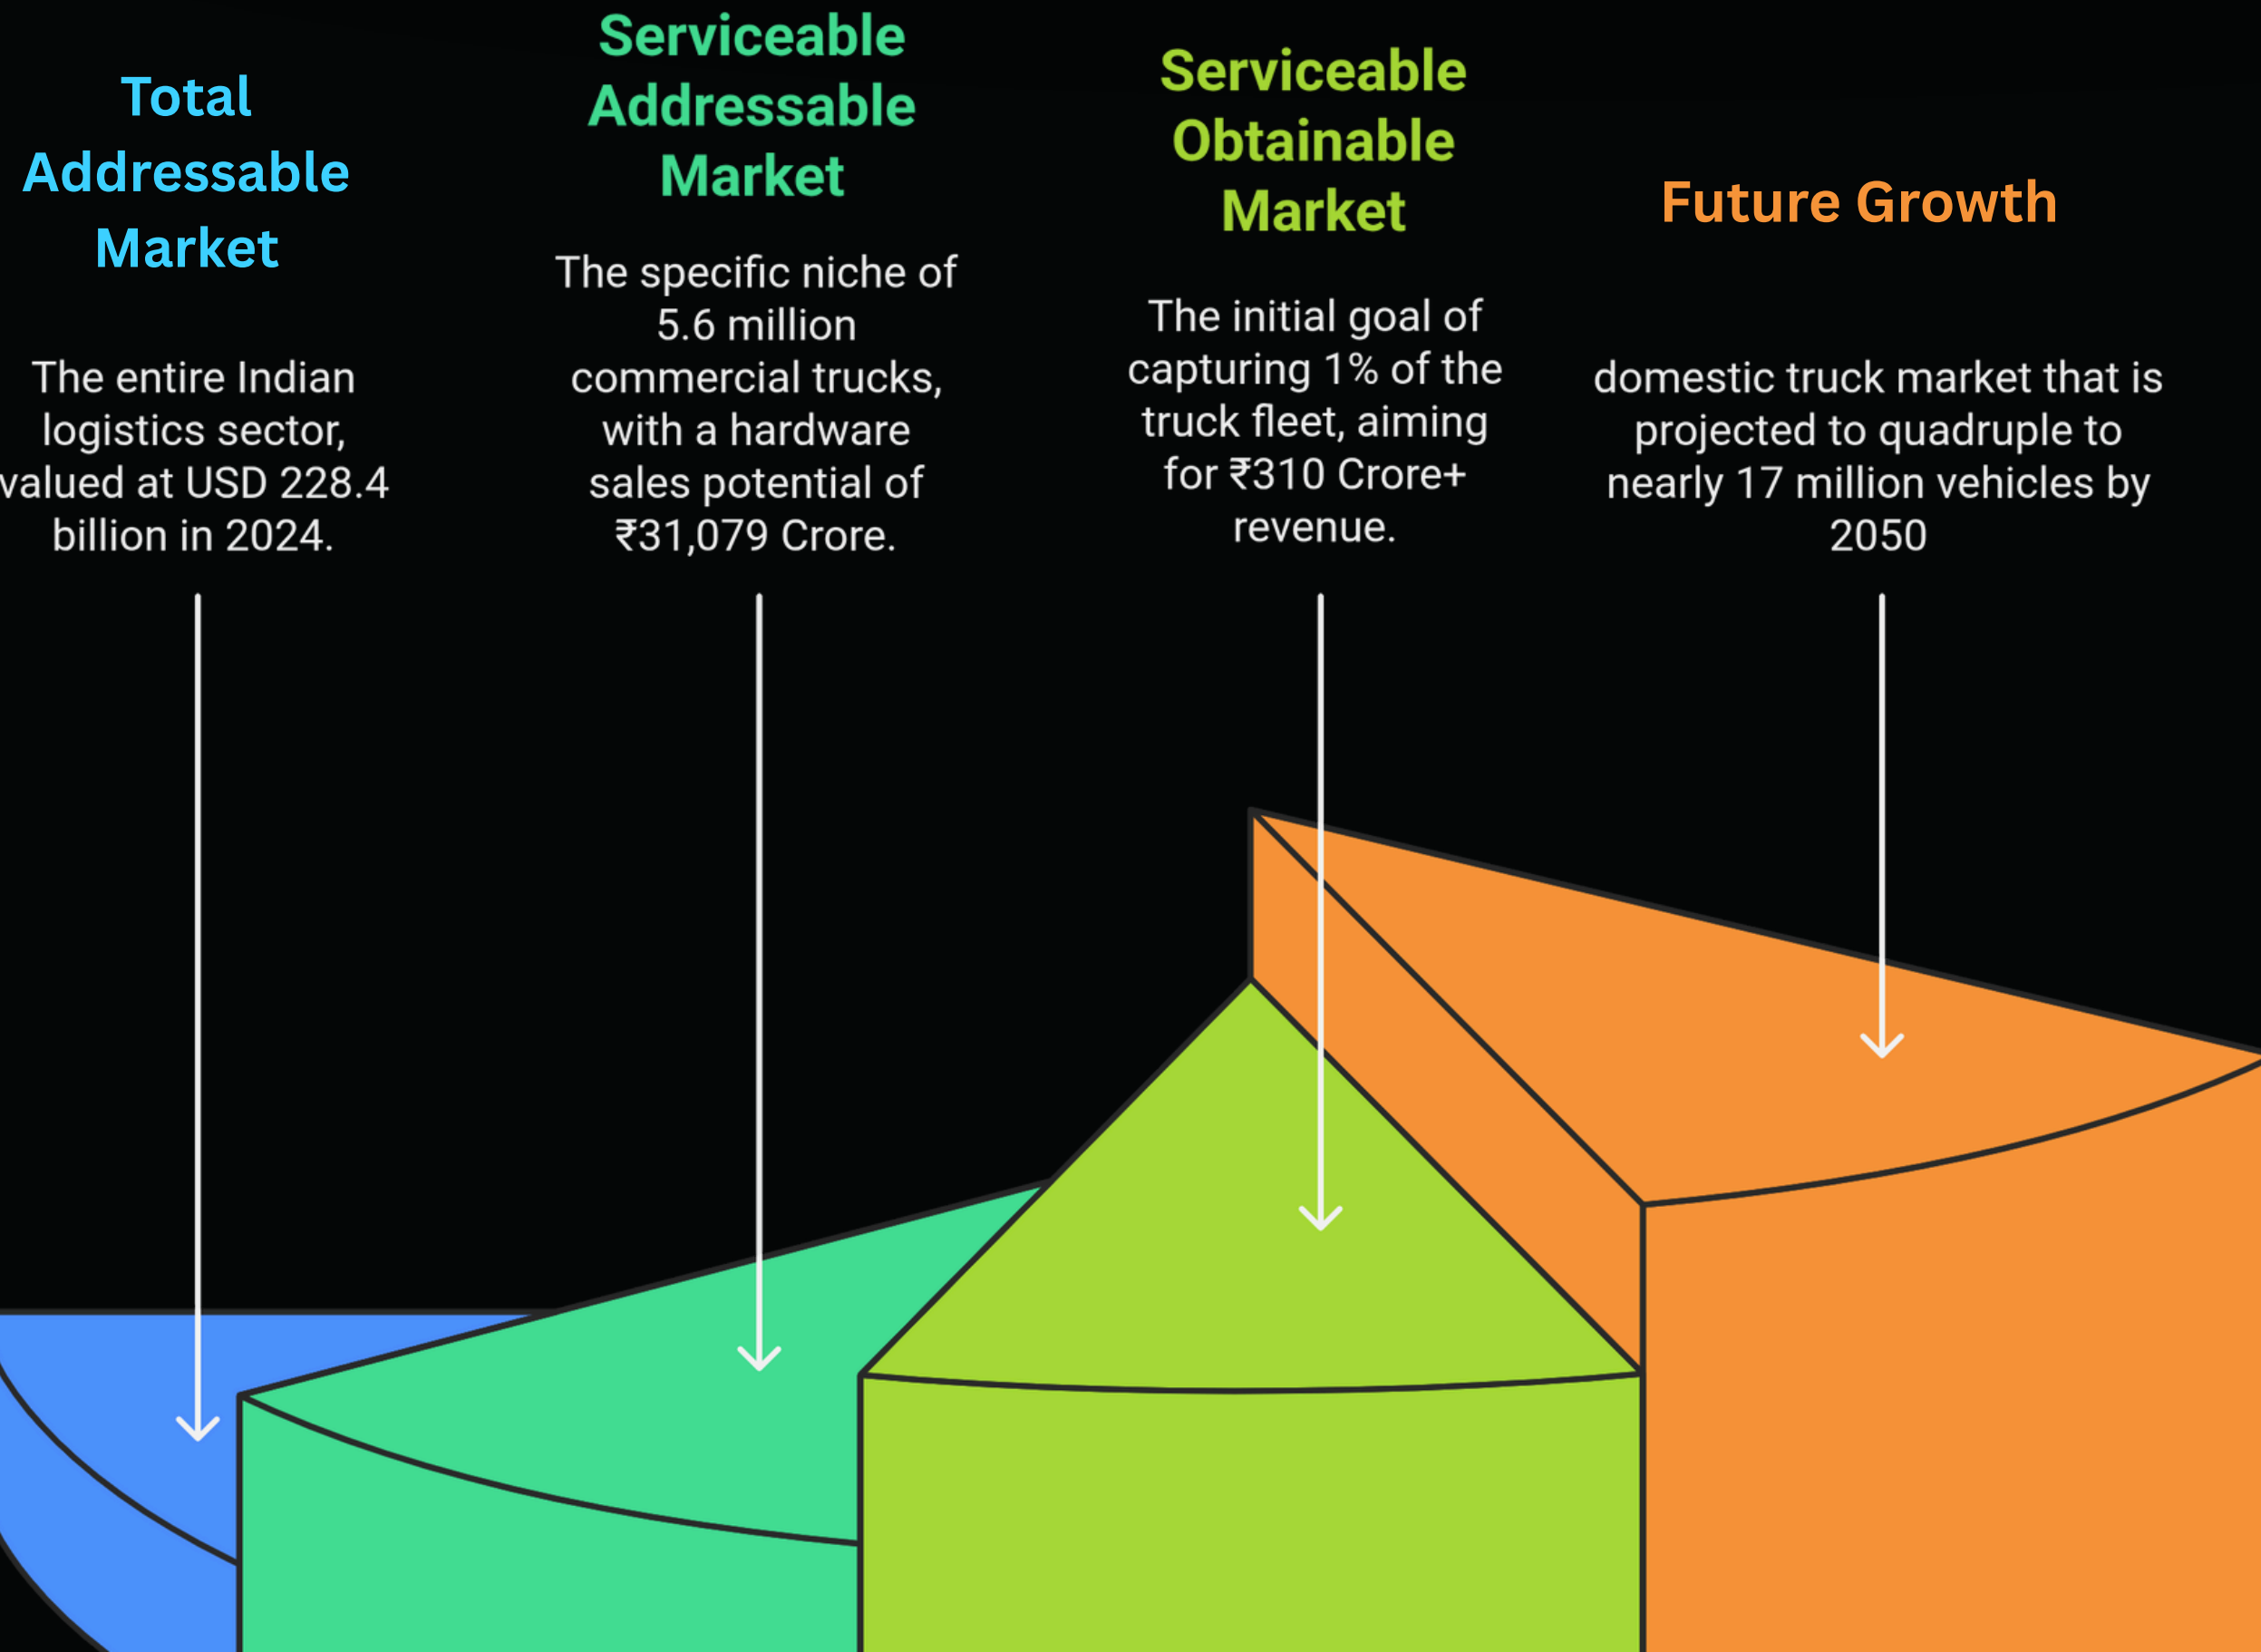 Total
Addressable
Market
The entire Indian
logistics sector,
valued at USD 228.4
billion in 2024.
Serviceable
Addressable
Market
The specific niche of
5.6 million
commercial trucks,
with a hardware
sales potential of
₹31,079 Crore.
Serviceable
Obtainable
Market
The initial goal of
capturing 1% of the
truck fleet, aiming
for ₹310 Crore+
revenue.
Future Growth
domestic truck market that is
projected to quadruple to
nearly 17 million vehicles by
2050